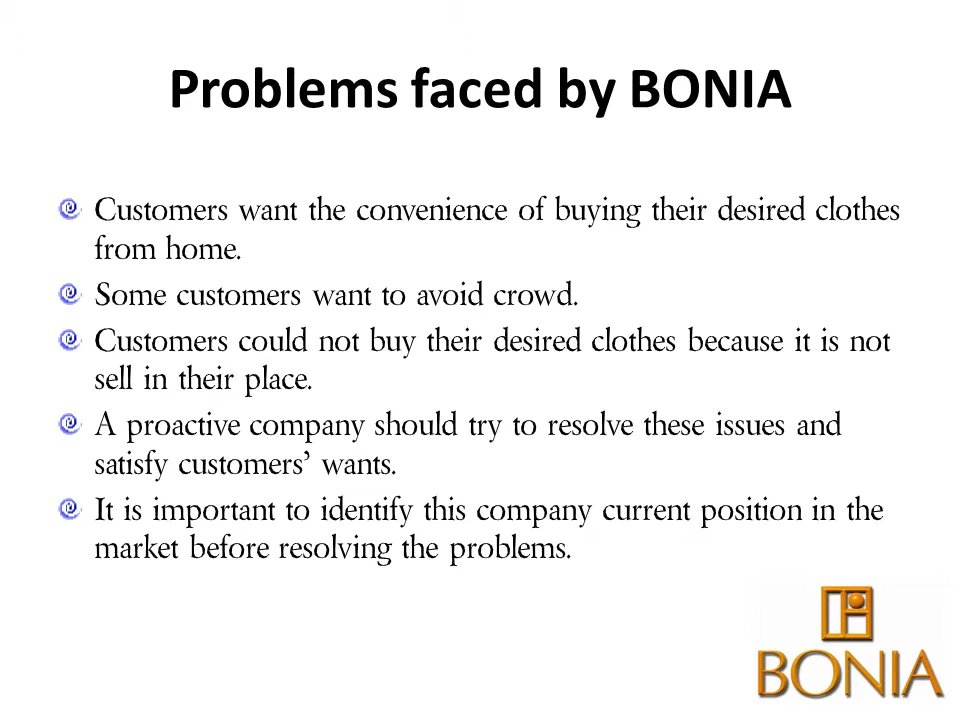 Problems faced by BONIA
Customers want the convenience of buying their desired clothes
from home.
Some customers want to avoid crowd.
Customers could not buy their desired clothes because it is not
sell in their place.
A proactive company should try to resolve these issues and
satisfy customers’ wants.
It is important to identify this company current position in the
market before resolving the problems.
BONIA